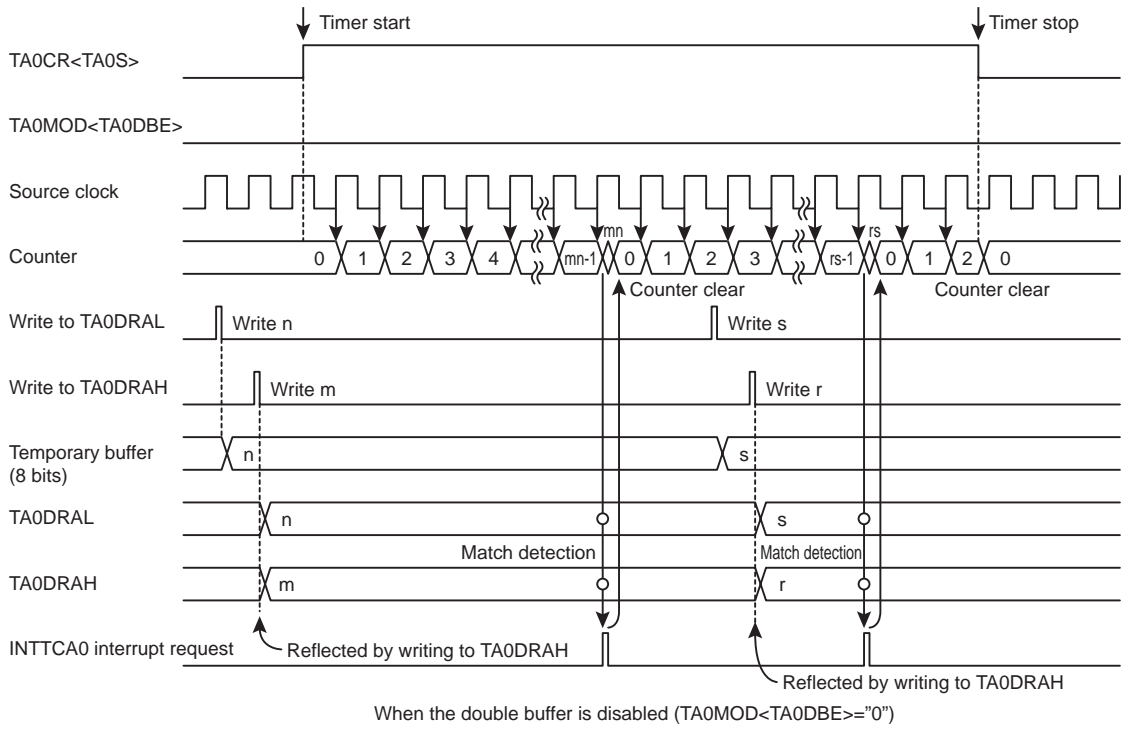 Timer start
Timer stop
TA0CR<TA0S>
TA0MOD<TA0DBE>
Source clock
mn
rs
Counter
0 1 2 3 4 mn-1 0 1 2 3 rs-1 0 1 2 0
Counter clear
Counter clear
Write to TA0DRAL
Write n
Write s
Write to TA0DRAH
Write m
Write r
Temporary buffer
(8 bits)
n
s
TA0DRAL
n
s
Match detection
Match detection
TA0DRAH
m
r
INTTCA0 interrupt request
Reflected by writing to TA0DRAH
Reflected by writing to TA0DRAH
When the double buffer is disabled (TA0MOD<TA0DBE>=”0”)